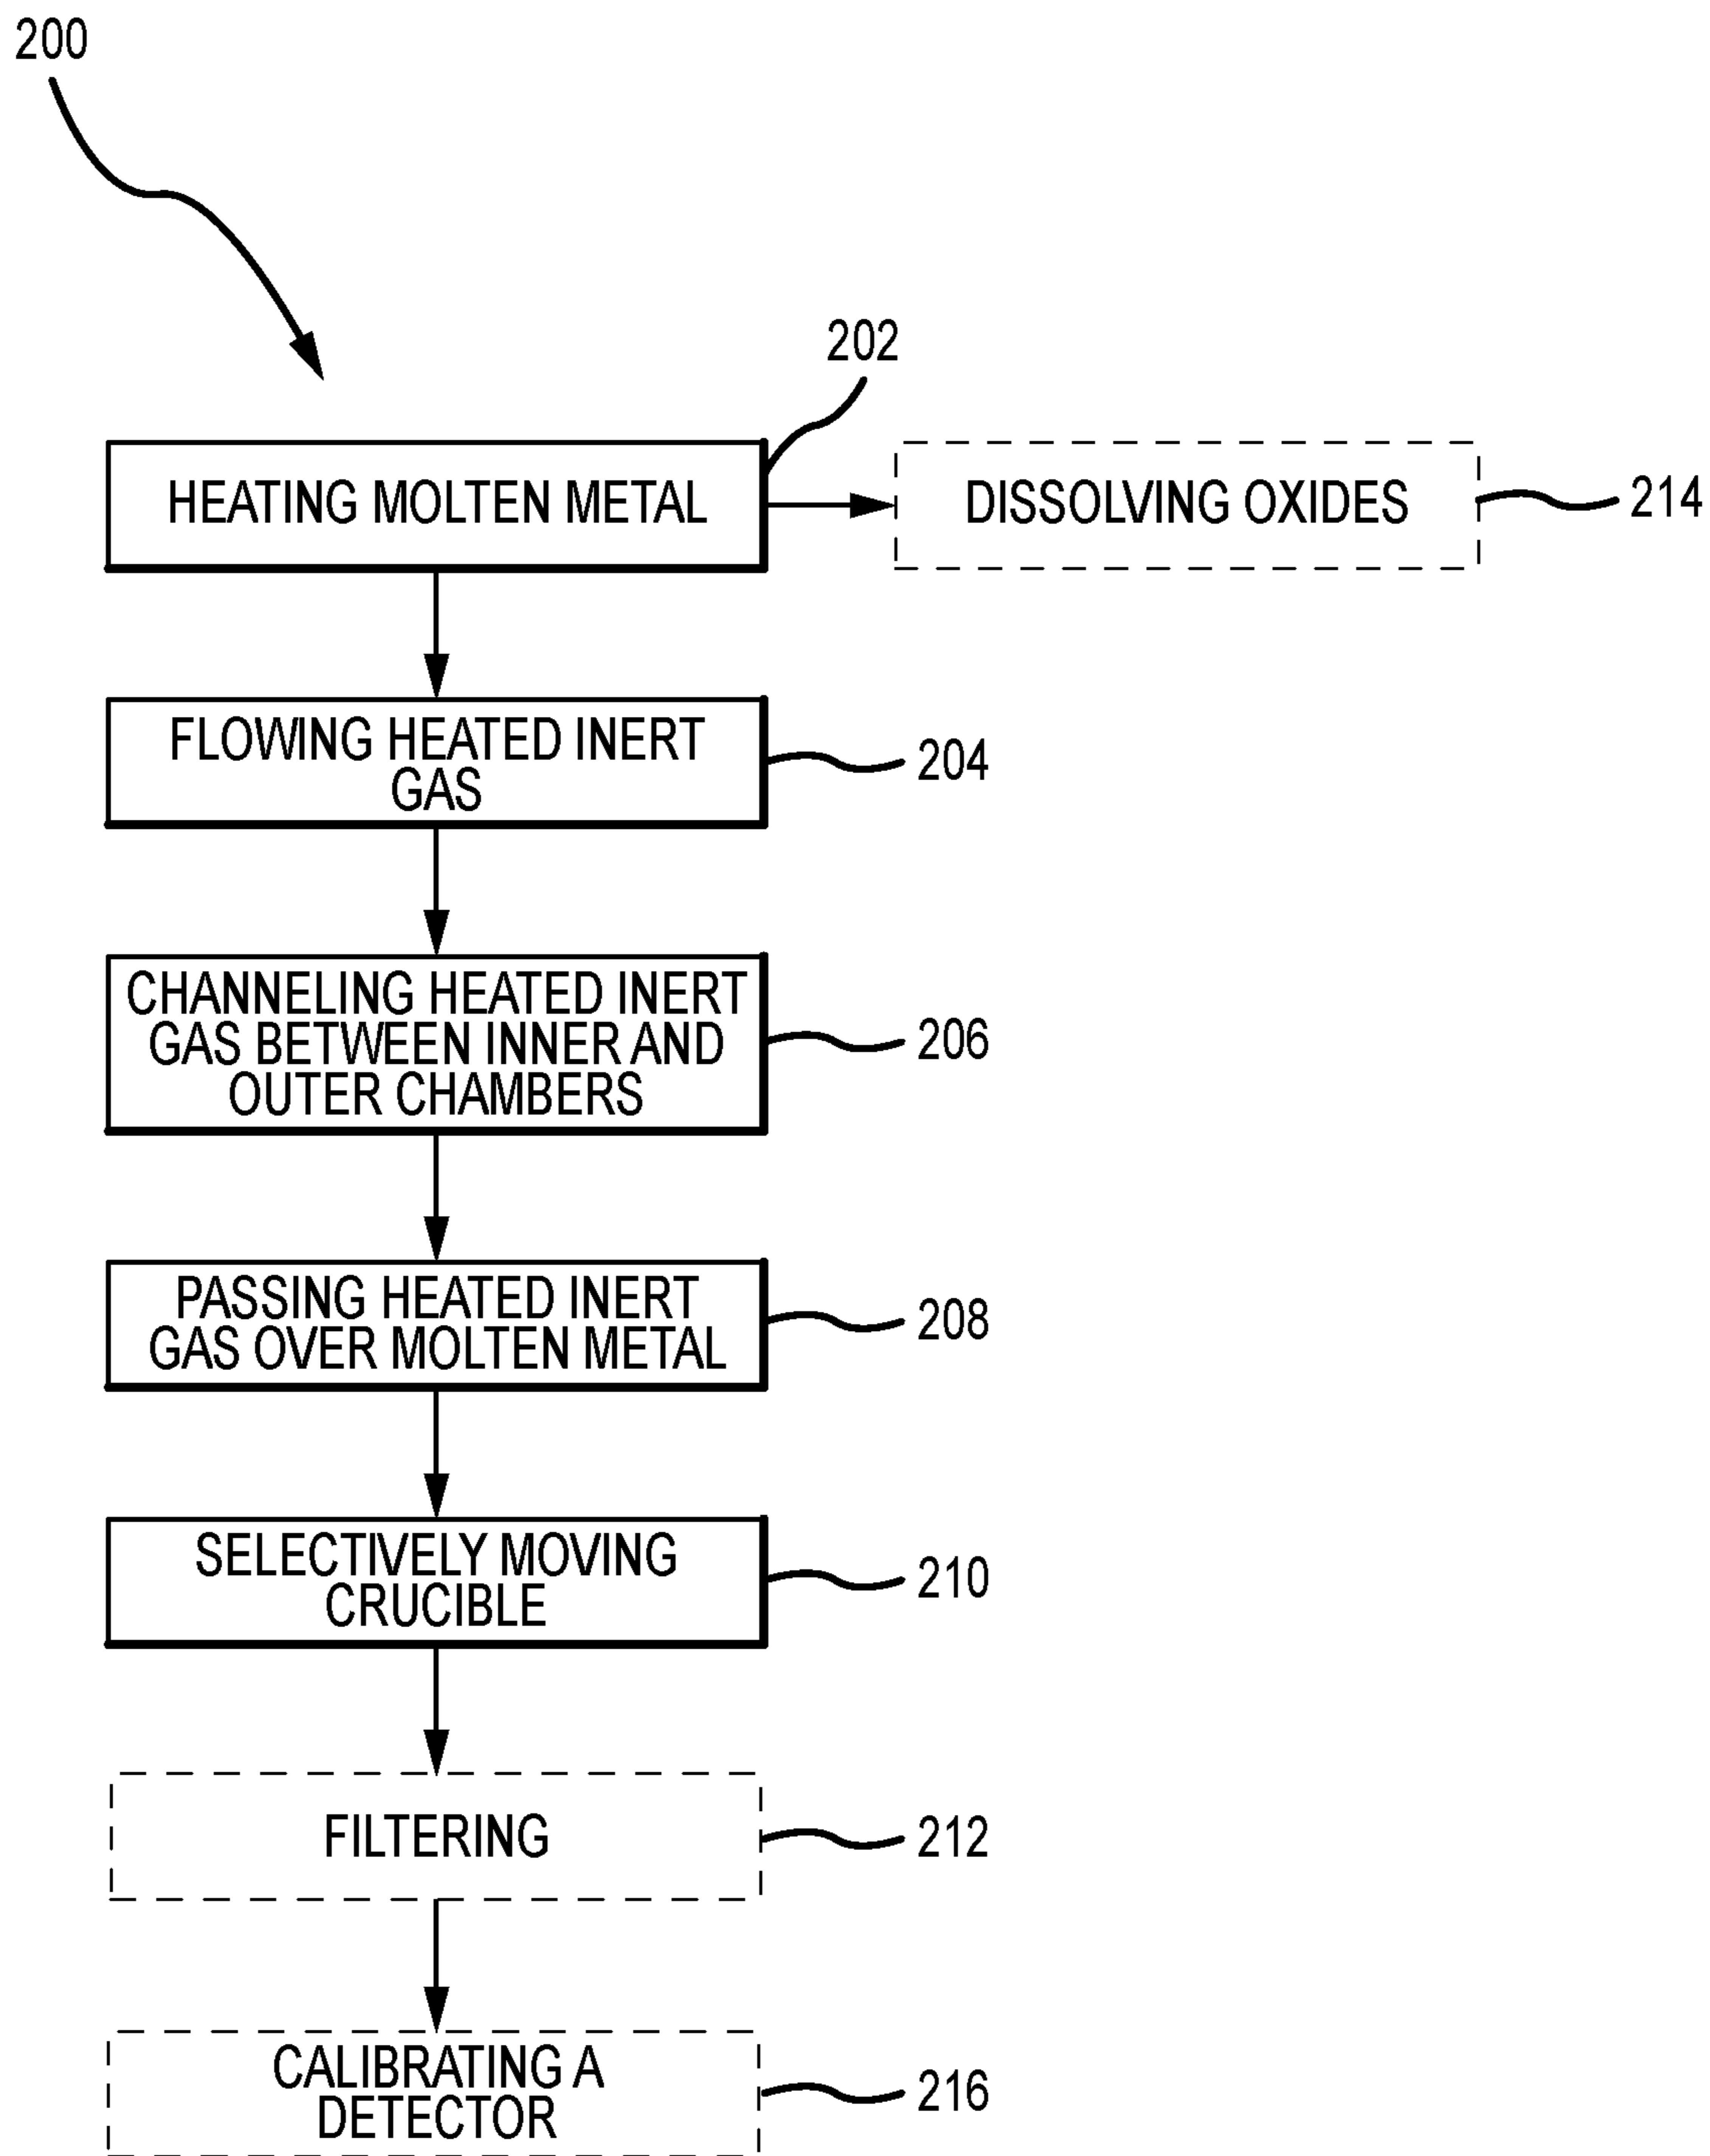 200
202
HEATING MOLTEN METAL
DISSOLVING OXIDES
214
FLOWING HEATED INERT
GAS
204
CHANNELING HEATED INERT
GAS BETWEEN INNER AND
OUTER CHAMBERS
206
PASSING HEATED INERT
GAS OVER MOLTEN METAL
208
SELECTIVELY MOVING
CRUCIBLE
210
FILTERING
212
CALIBRATING A
DETECTOR
216